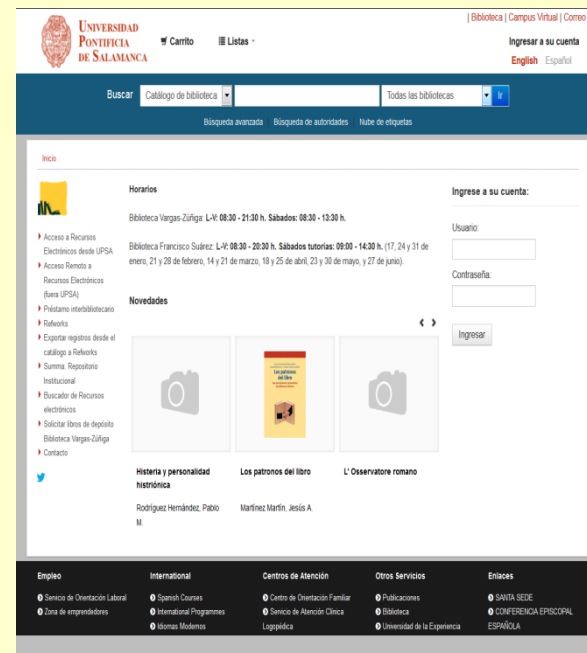 | Biblioteca | Campus Virtual | Correo
UNIVERSIDAD
PONTIFICIA
DE SALAMANCA
Carrito
Listas
Ingresar a su cuenta
English Español
Buscar
Catálogo de biblioteca
Todas las bibliotecas
Ir
Búsqueda avanzada Búsqueda de autoridades Nube de etiquetas
Inicio
Acceso a Recursos
Electrónicos desde UPSA
Acceso Remoto a
Recursos Electrónicos
(fuera UPSA)
Préstamo interbibliotecario
Refworks
Exportar registros desde el
catálogo a Refworks
Summa. Repositorio
Institucional
Buscador de Recursos
electrónicos
Solicitar libros de depósito
Biblioteca Vargas-Zúñiga
Contacto
Horarios
Biblioteca Vargas-Zúñiga: L-V: 08:30 - 21:30 h. Sábados: 08:30 - 13:30 h.
Biblioteca Francisco Suárez: L-V: 08:30 - 20:30 h. Sábados tutorias: 09:00 - 14:30 h. (17, 24 y 31 de
enero, 21 y 28 de febrero, 14 y 21 de marzo, 18 y 25 de abril, 23 y 30 de mayo, y 27 de junio).
Novedades
Los patronos
del libro
Histeria y personalidad
histriónica
Rodríguez Hernández, Pablo
M.
Los patronos del libro
Martínez Martín, Jesús A.
L' Osservatore romano
Ingrese a su cuenta:
Usuario:
Contraseña:
Ingresar
Empleo
Servicio de Orientación Laboral
Zona de emprendedores
International
Spanish Courses
International Programmes
Idiomas Modernos
Centros de Atención
Centro de Orientación Familiar
Servicio de Atención Clínica
Logopédica
Otros Servicios
Publicaciones
Biblioteca
Universidad de la Experiencia
Enlaces
SANTA SEDE
CONFERENCIA EPISCOPAL
ESPAÑOLA